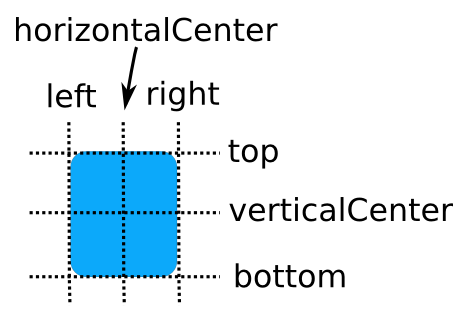 horizontalCenter
left
right
top
verticalCenter
bottom